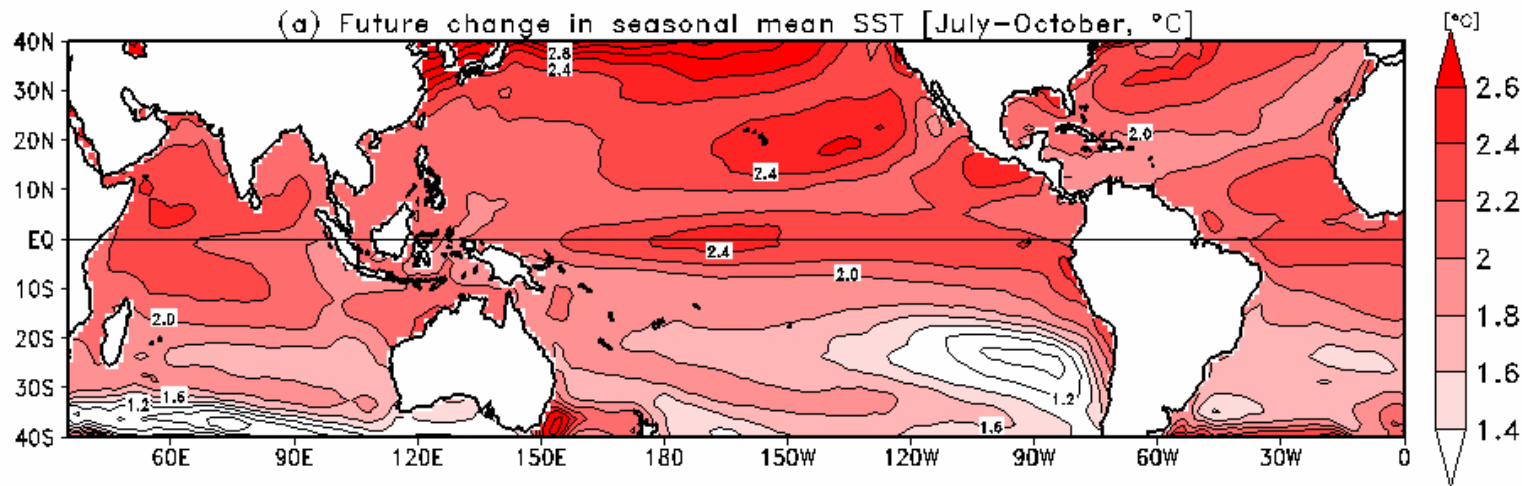 (a) Future change in seasonal mean SST [July-October, °C]
[°C]
40N
30N
20N
10N
EQ
10S
20S
30S
40S
2.8
2.4
2.0
2.4
2.4
2.0
2.0
1.6
1.2
1.2
1.6
60E 90E 120E 150E 180 150W 120W 90W 60W 30W 0
2.6
2.4
2.2
2
1.8
1.6
1.4